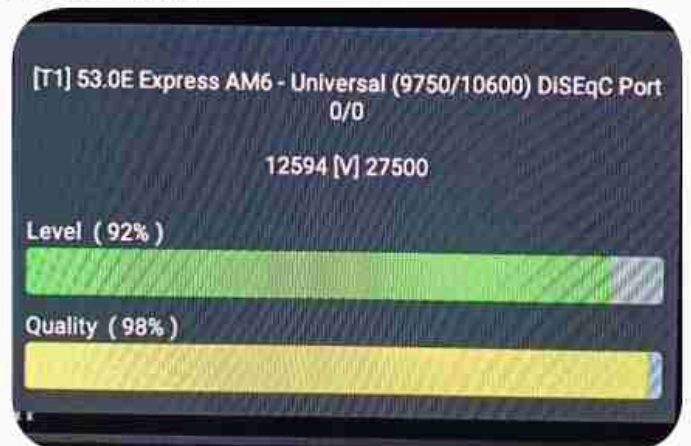 [T1] 53.0E Express AM6 - Universal (9750/10600) DiSEqC Port
0/0
12594 [V] 27500
Level ( 92% )
Quality ( 98% )